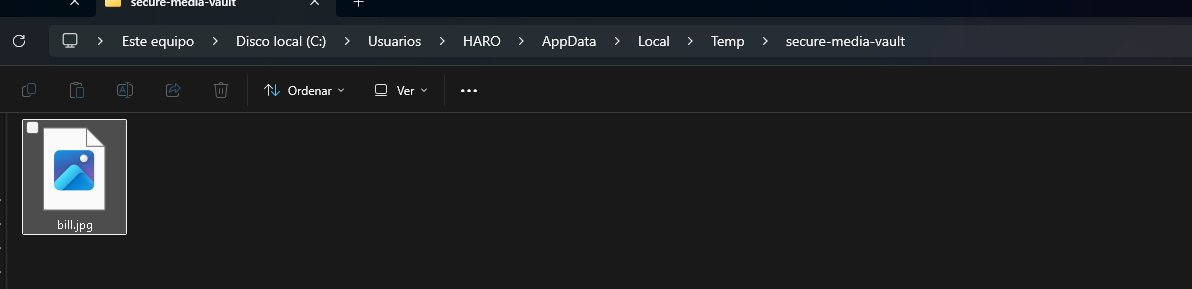 secure-media-vault
Este equipo > Disco local (C:) > Usuarios > HARO > AppData > Local > Temp > secure-media-vault
Ordenar
Ver
bill.jpg